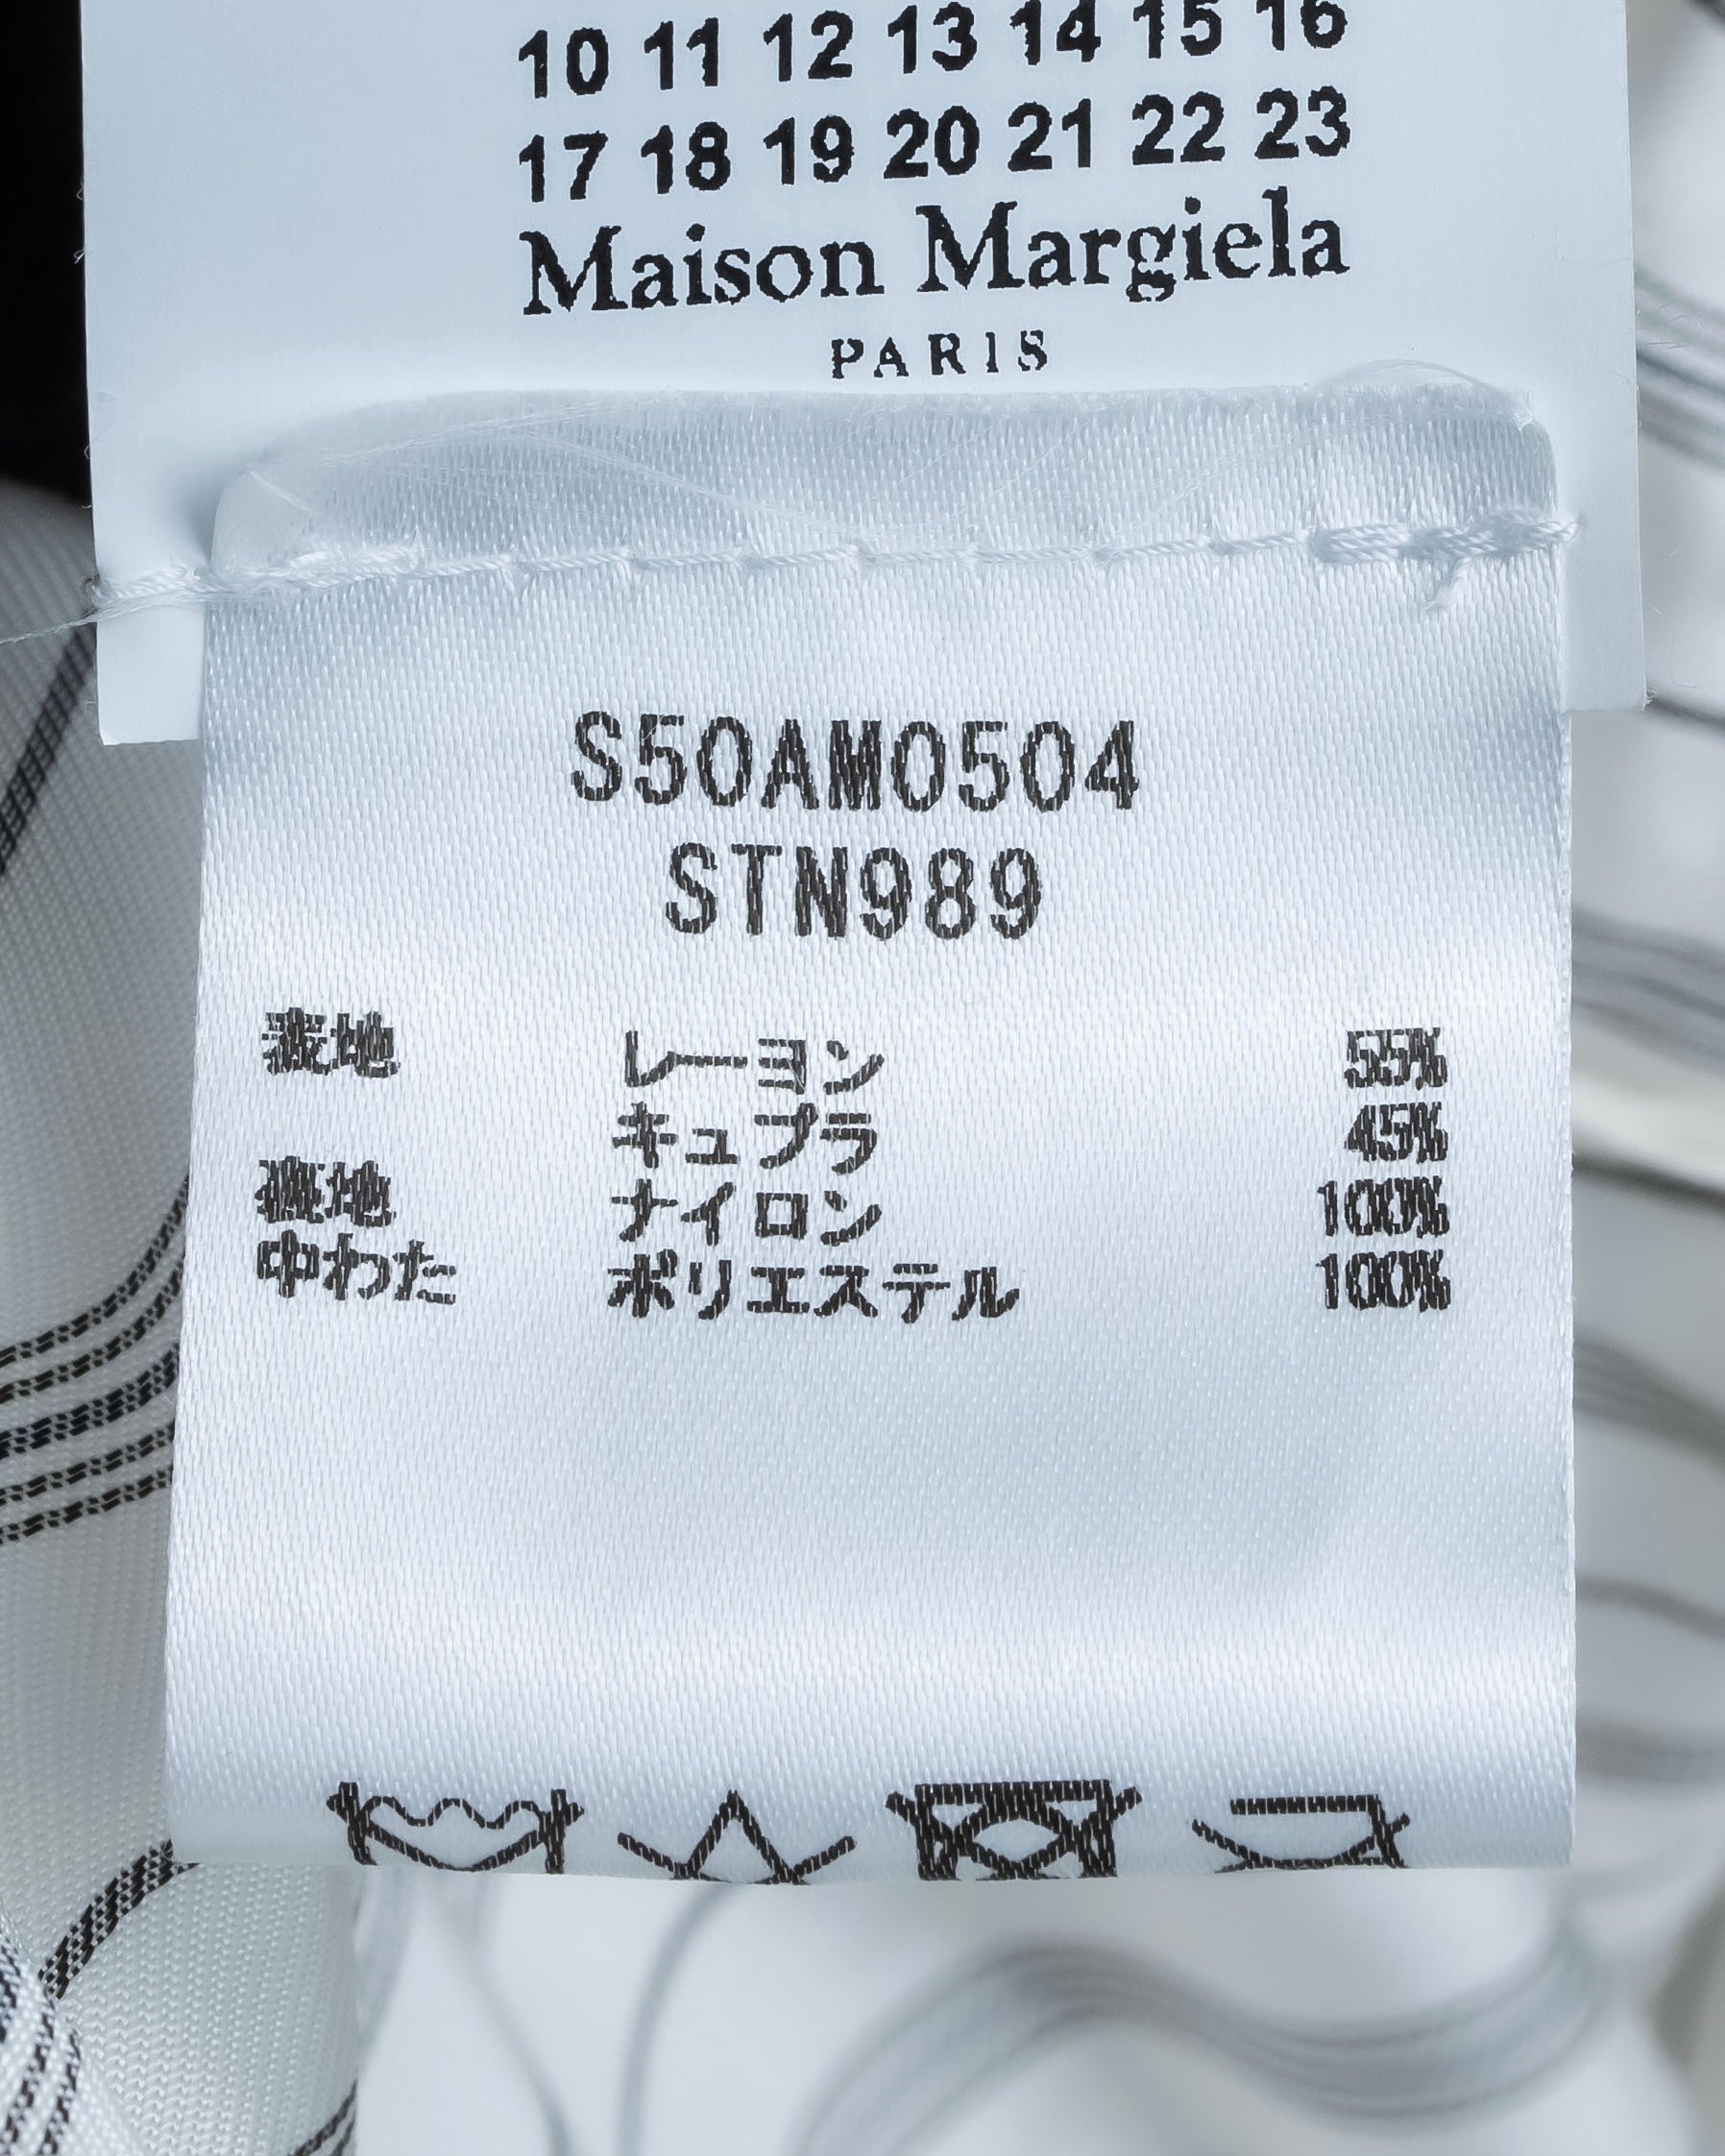 10 11 12 13 14 15 16
17 18 19 20 21 22 23
Maison Margiela
PARIS
S50AM0504
STN989
表地 レーヨン 55%
キュプラ 45%
裏地 ナイロン 100%
中わた ポリエステル 100%